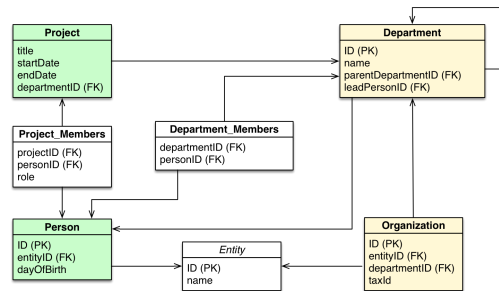 Project
title
startDate
endDate
departmentID (FK)
Department
ID (PK)
name
parentDepartmentID (FK)
leadPersonID (FK)
Project_Members
projectID (FK)
personID (FK)
role
Department_Members
departmentID (FK)
personID (FK)
Person
ID (PK)
entityID (FK)
dayOfBirth
Entity
ID (PK)
name
Organization
ID (PK)
entityID (FK)
departmentID (FK)
taxId